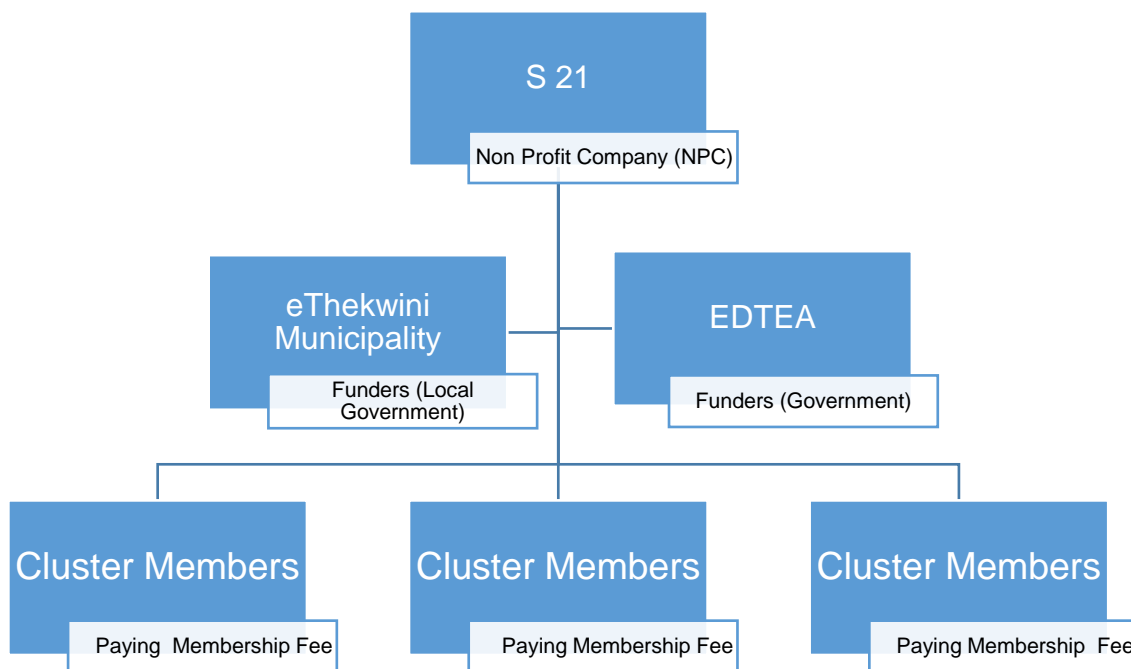 S 21
Non Profit Company (NPC)
eThekwini
Municipality
Funders (Local
Government)
EDTEA
Funders (Government)
Cluster Members
Paying Membership Fee
Cluster Members
Paying Membership Fee
Cluster Members
Paying Membership Fee